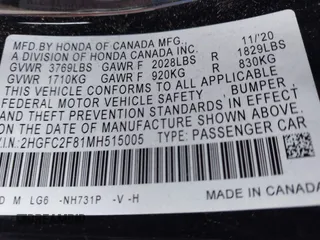 MFD.BY HONDA OF CANADA MFG. 11/'20
A DIVISION OF HONDA CANADA INC.
GVWR 3769LBS GAWR F 2028LBS R 1829LBS
GVWR 1710KG GAWR F 920KG R 830KG
THIS VEHICLE CONFORMS TO ALL APPLICABLE
FEDERAL MOTOR VEHICLE SAFETY, BUMPER,
AND THEFT PREVENTION STANDARDS IN EFFECT
ON THE DATE OF MANUFACTURE SHOWN ABOVE.
V.I.N.:2HGFC2F81MH515005 TYPE: PASSENGER CAR
MADE IN CANADA
D M LG6 -NH731P -V -H